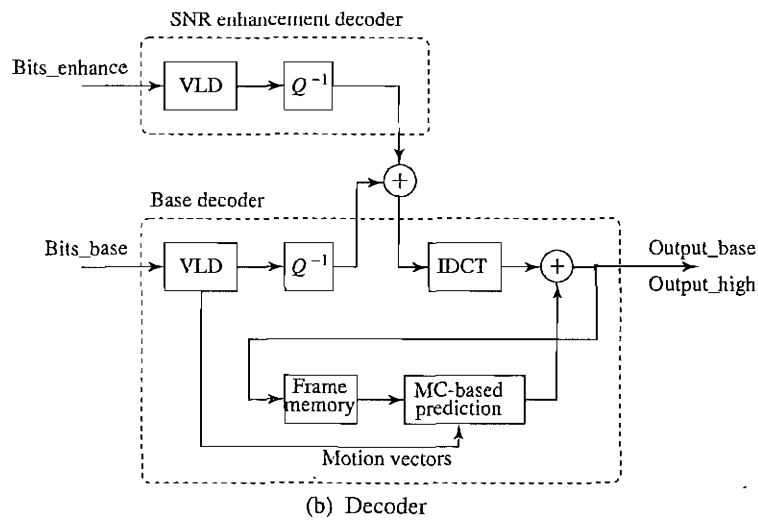 SNR enhancement decoder
Bits_enhance
VLD
Q⁻¹
+
Base decoder
Bits_base
VLD
Q⁻¹
IDCT
+
Output_base
Output_high
Frame
memory
MC-based
prediction
Motion vectors
(b) Decoder